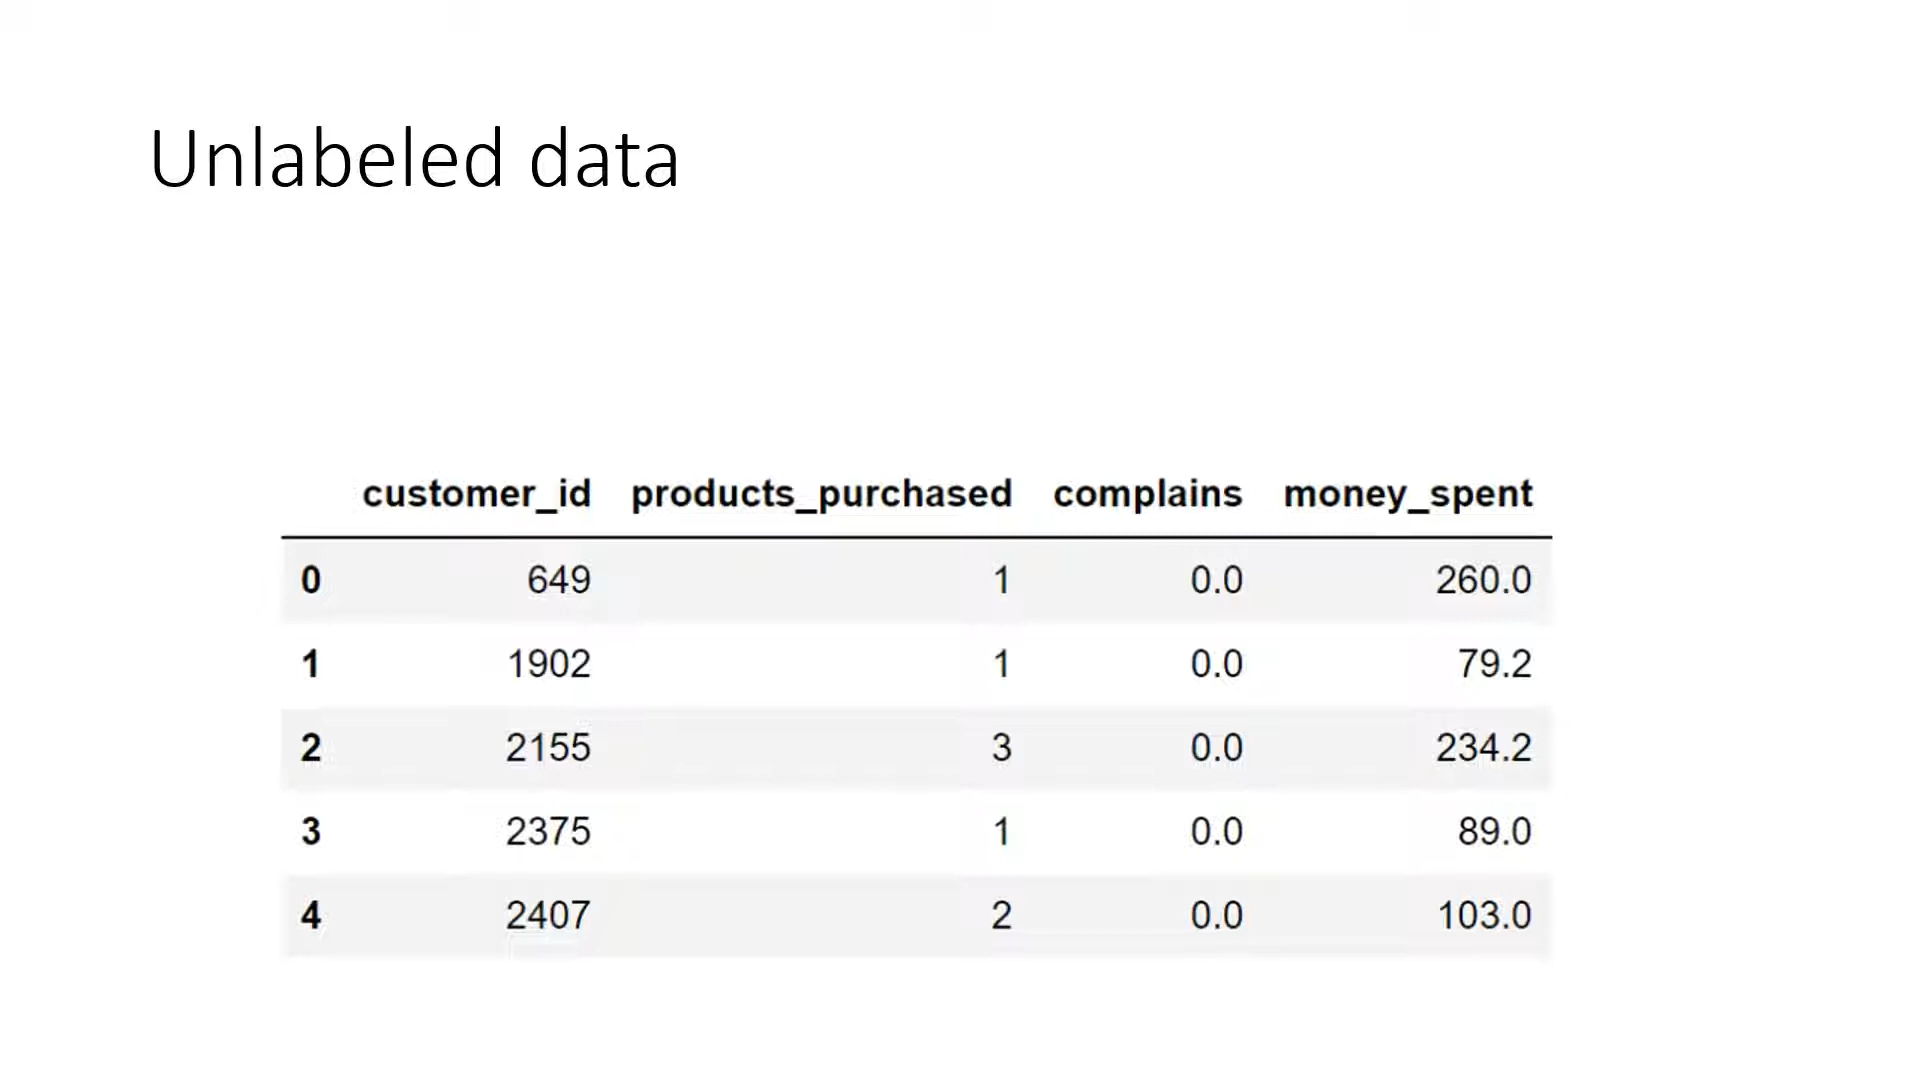 Unlabeled data
customer_id products_purchased complains money_spent
0 649 1 0.0 260.0
1 1902 1 0.0 79.2
2 2155 3 0.0 234.2
3 2375 1 0.0 89.0
4 2407 2 0.0 103.0